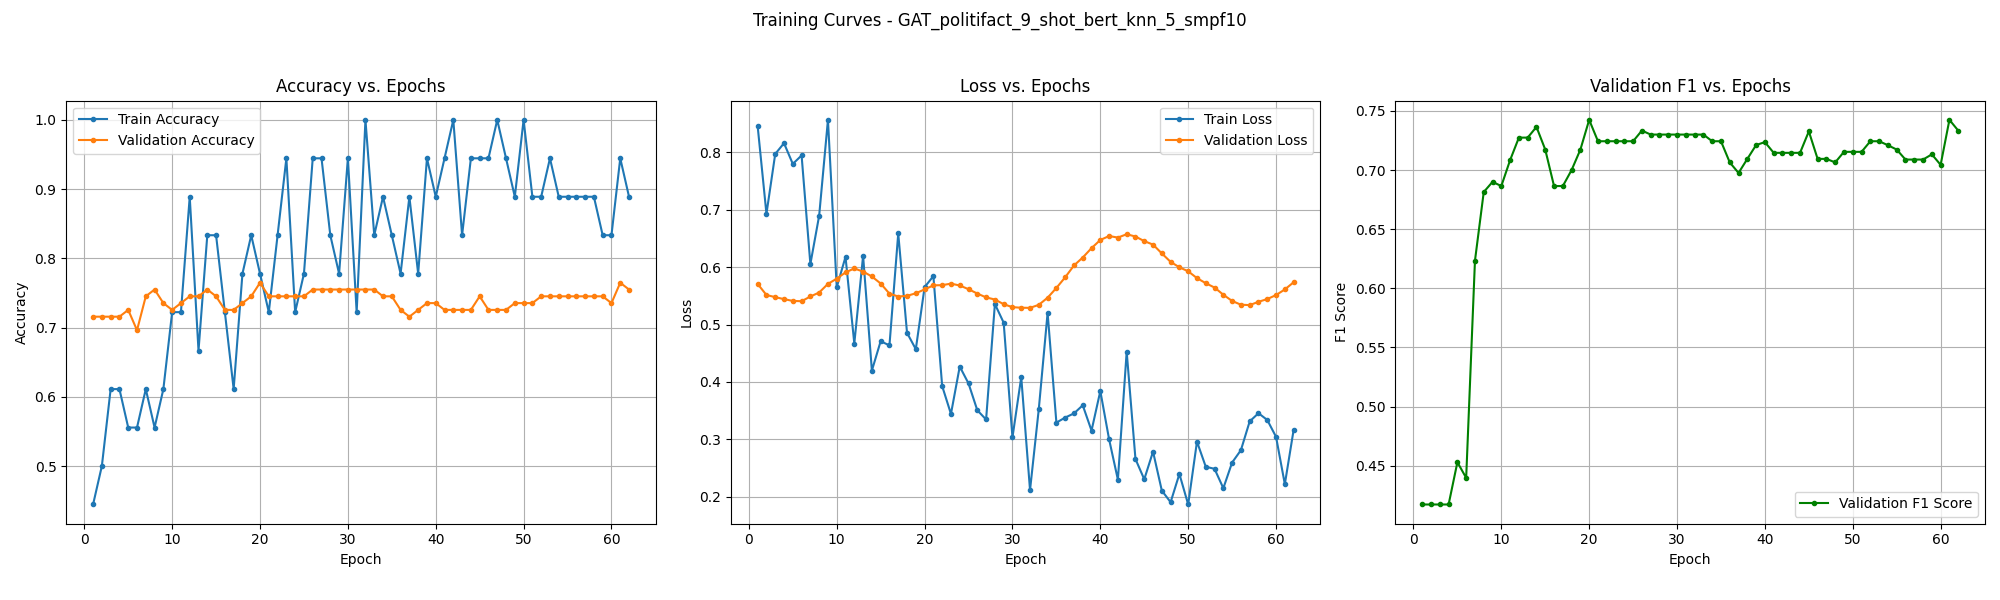 Training Curves - GAT_politifact_9_shot_bert_knn_5_smpf10
Accuracy vs. Epochs
Train Accuracy
Validation Accuracy
1.0
0.9
0.8
0.7
0.6
0.5
Accuracy
0 10 20 30 40 50 60
Epoch
Loss vs. Epochs
Train Loss
Validation Loss
0.8
0.7
0.6
0.5
0.4
0.3
0.2
Loss
0 10 20 30 40 50 60
Epoch
Validation F1 vs. Epochs
0.75
0.70
0.65
0.60
0.55
0.50
0.45
F1 Score
Validation F1 Score
0 10 20 30 40 50 60
Epoch